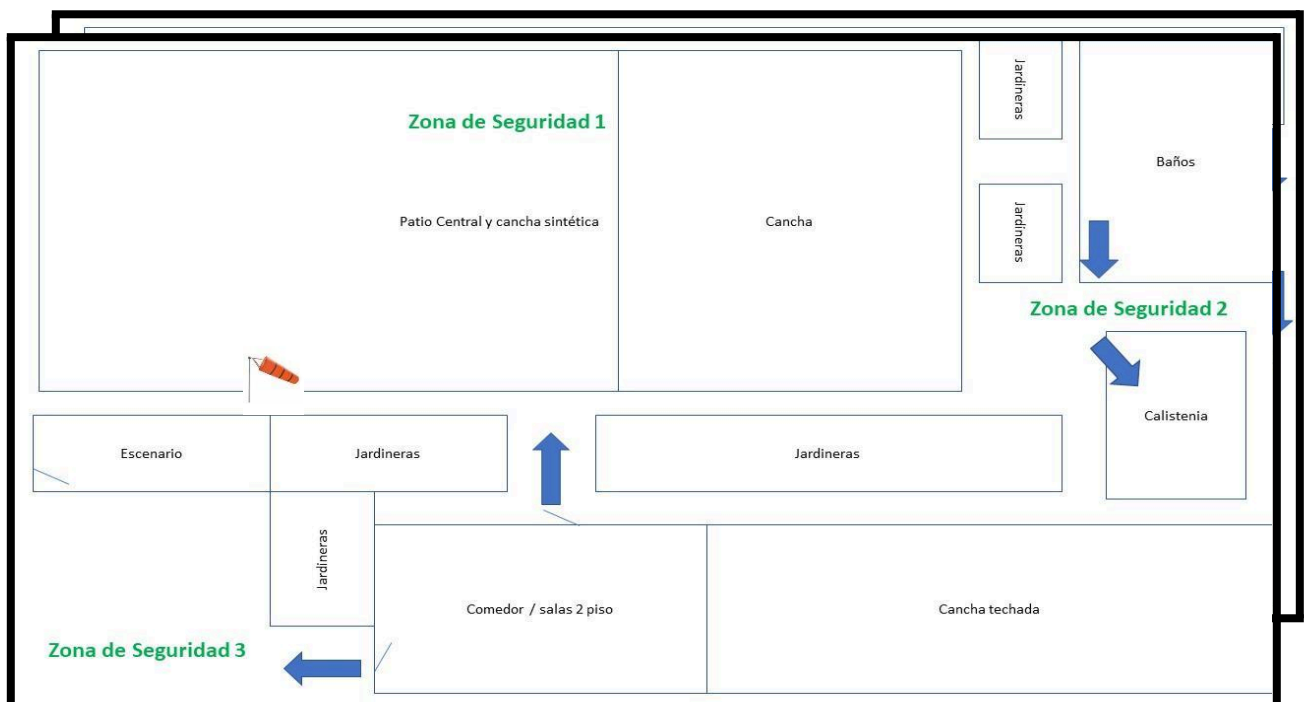 Jardineras
Zona de Seguridad 1
Baños
Patio Central y cancha sintética
Cancha
Jardineras
Zona de Seguridad 2
Calistenia
Escenario
Jardineras
Jardineras
Jardineras
Comedor / salas 2 piso
Cancha techada
Zona de Seguridad 3